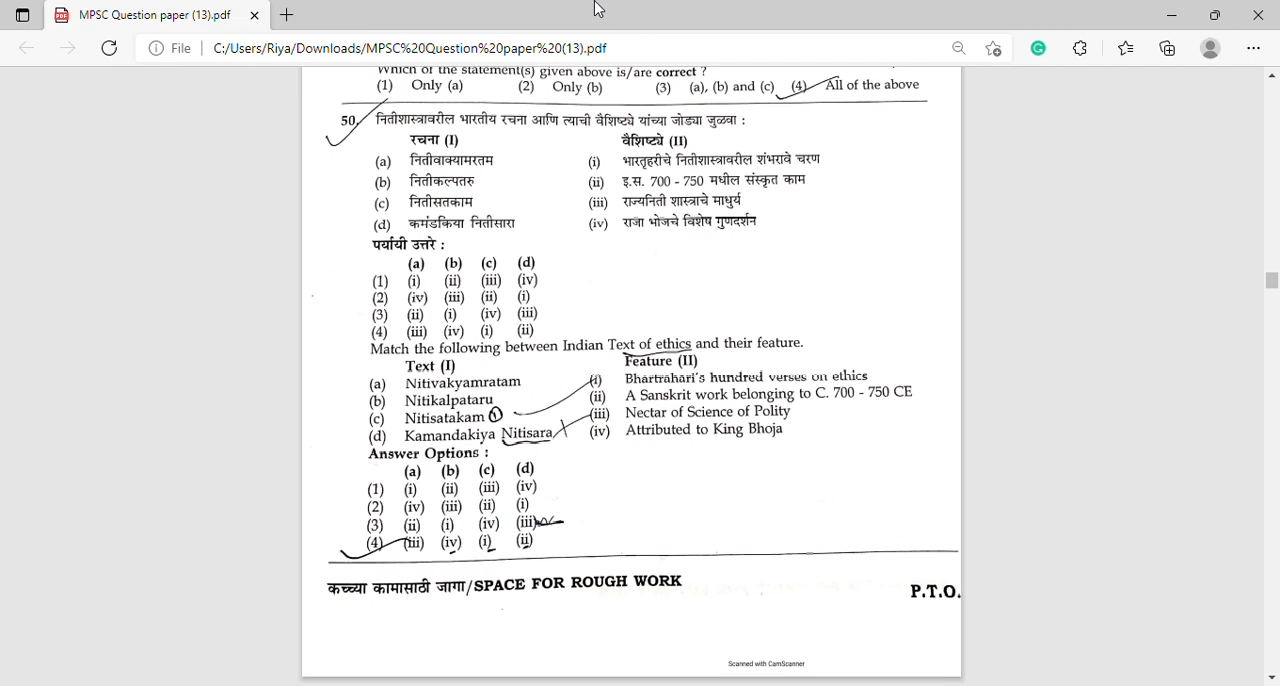 MPSC Question paper (13).pdf
File C:/Users/Riya/Downloads/MPSC%20Question%20paper%20(13).pdf
Which of the statement(s) given above is/are correct ?
(1) Only (a) (2) Only (b) (3) (a), (b) and (c) (4) All of the above
50. नितीशास्त्रावरील भारतीय रचना आणि त्याची वैशिष्ट्ये यांच्या जोड्या जुळवा :
रचना (I) वैशिष्ट्ये (II)
(a) नितीवाक्यामरतम (i) भारतृहरीचे नितीशास्त्रावरील शंभरावे चरण
(b) नितीकल्पतरु (ii) इ.स. 700 - 750 मधील संस्कृत काम
(c) नितीसतकाम (iii) राज्यनिती शास्त्राचे माधुर्य
(d) कमंडकिया नितीसारा (iv) राजा भोजचे विशेष गुणदर्शन
पर्यायी उत्तरे :
(a) (b) (c) (d)
(1) (i) (ii) (iii) (iv)
(2) (iv) (iii) (ii) (i)
(3) (ii) (i) (iv) (iii)
(4) (iii) (iv) (i) (ii)
Match the following between Indian Text of ethics and their feature.
Text (I) Feature (II)
(a) Nitivakyamratam (i) Bhartrahari's hundred verses on ethics
(b) Nitikalpataru (ii) A Sanskrit work belonging to C. 700 - 750 CE
(c) Nitisatakam 1 (iii) Nectar of Science of Polity
(d) Kamandakiya Nitisara (iv) Attributed to King Bhoja
Answer Options :
(a) (b) (c) (d)
(1) (i) (ii) (iii) (iv)
(2) (iv) (iii) (ii) (i)
(3) (ii) (i) (iv) (iii)
(4) (iii) (iv) (i) (ii)
कच्च्या कामासाठी जागा/SPACE FOR ROUGH WORK
P.T.O.
Scanned with CamScanner